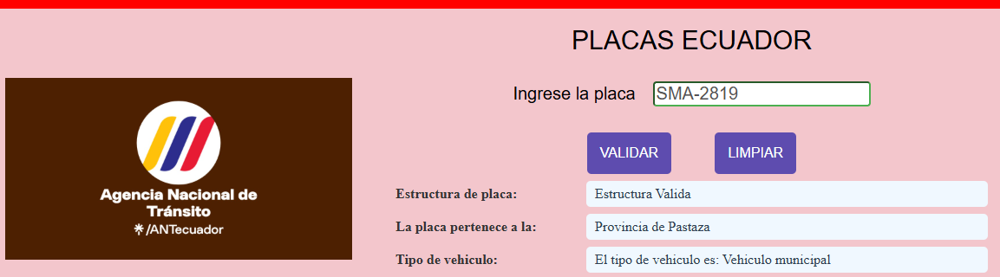 PLACAS ECUADOR
Ingrese la placa SMA-2819
VALIDAR LIMPIAR
Agencia Nacional de
Tránsito
/ANTecuador
Estructura de placa: Estructura Valida
La placa pertenece a la: Provincia de Pastaza
Tipo de vehiculo: El tipo de vehiculo es: Vehiculo municipal